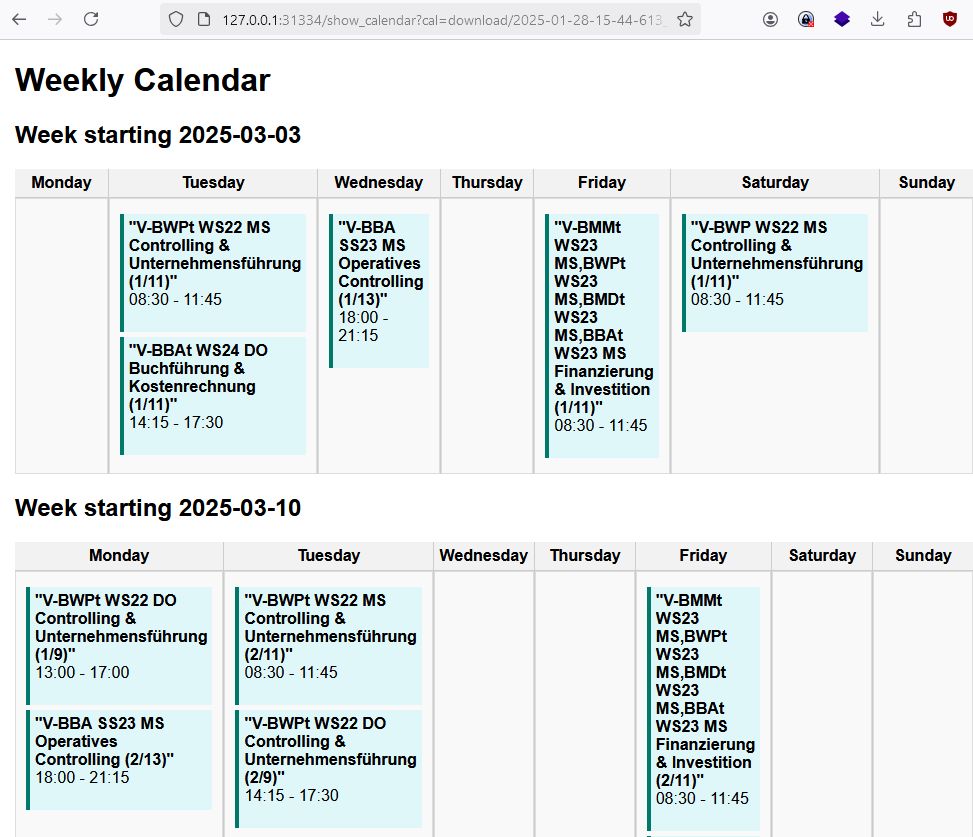 127.0.0.1:31334/show_calendar?cal=download/2025-01-28-15-44-613_
Weekly Calendar
Week starting 2025-03-03
Monday Tuesday Wednesday Thursday Friday Saturday Sunday
"V-BWPt WS22 MS
Controlling &
Unternehmensführung
(1/11)"
08:30 - 11:45
"V-BBAt WS24 DO
Buchführung &
Kostenrechnung
(1/11)"
14:15 - 17:30
"V-BBA
SS23 MS
Operatives
Controlling
(1/13)"
18:00 -
21:15
"V-BMMt
WS23
MS,BWPt
WS23
MS,BMDt
WS23
MS,BBAt
WS23 MS
Finanzierung
& Investition
(1/11)"
08:30 - 11:45
"V-BWP WS22 MS
Controlling &
Unternehmensführung
(1/11)"
08:30 - 11:45
Week starting 2025-03-10
Monday Tuesday Wednesday Thursday Friday Saturday Sunday
"V-BWPt WS22 DO
Controlling &
Unternehmensführung
(1/9)"
13:00 - 17:00
"V-BBA SS23 MS
Operatives
Controlling (2/13)"
18:00 - 21:15
"V-BWPt WS22 MS
Controlling &
Unternehmensführung
(2/11)"
08:30 - 11:45
"V-BWPt WS22 DO
Controlling &
Unternehmensführung
(2/9)"
14:15 - 17:30
"V-BMMt
WS23
MS,BWPt
WS23
MS,BMDt
WS23
MS,BBAt
WS23 MS
Finanzierung
& Investition
(2/11)"
08:30 - 11:45